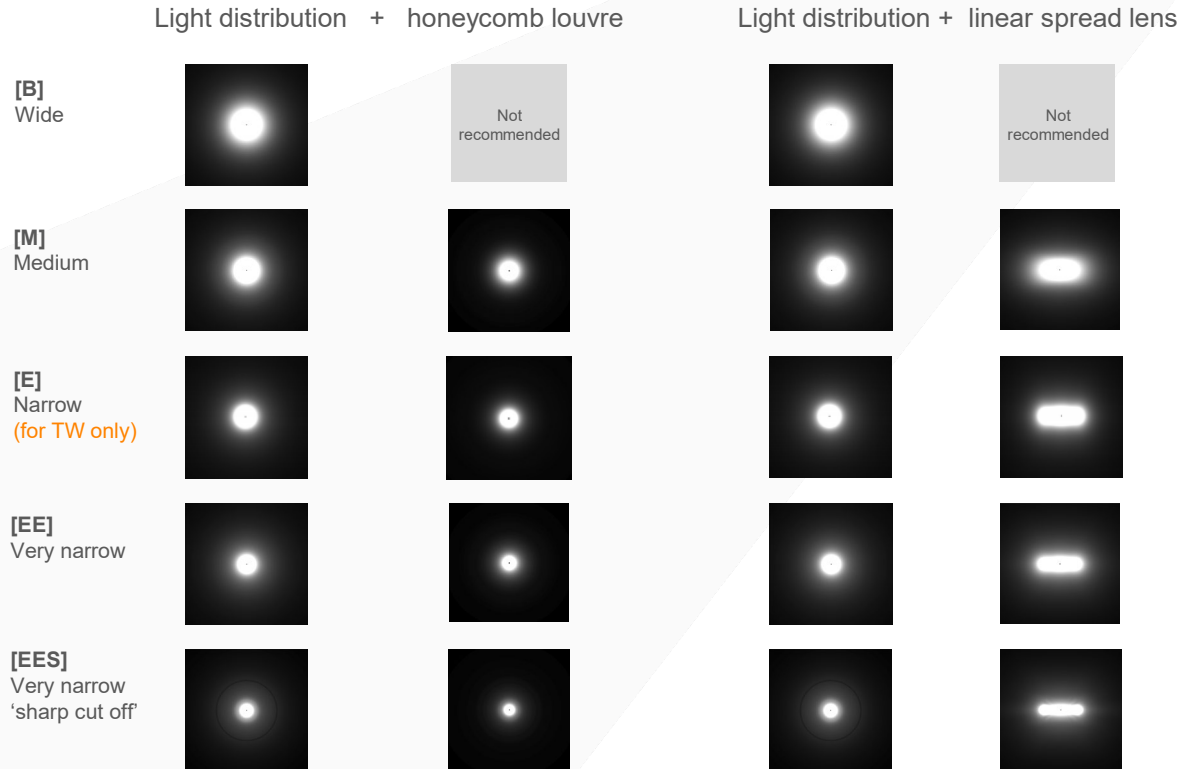 Light distribution + honeycomb louvre
Light distribution + linear spread lens
[B]
Wide
Not
recommended
Not
recommended
[M]
Medium
[E]
Narrow
(for TW only)
[EE]
Very narrow
[EES]
Very narrow
‘sharp cut off’